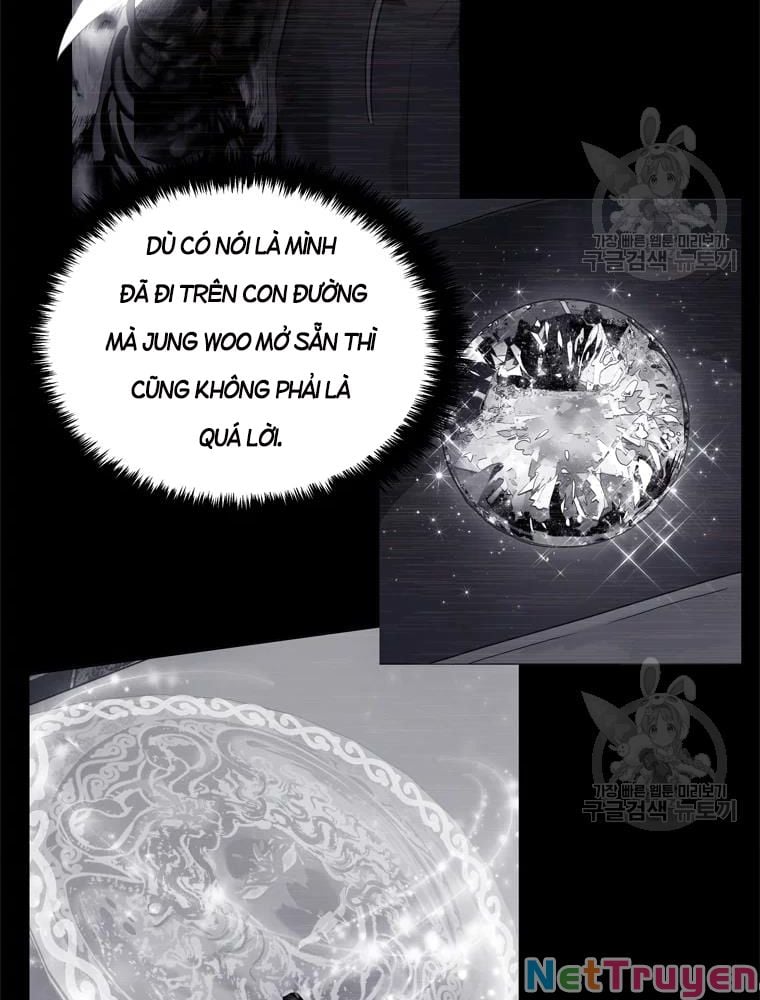 가장 빠른 웹툰 미리보기
구글검색 뉴토끼
DÙ CÓ NÓI LÀ MÌNH
ĐÃ ĐI TRÊN CON ĐƯỜNG
MÀ JUNG WOO MỞ SẴN THÌ
CŨNG KHÔNG PHẢI LÀ
QUÁ LỜI.
가장 빠른 웹툰 미리보기
구글검색 뉴토끼
NetTruyen